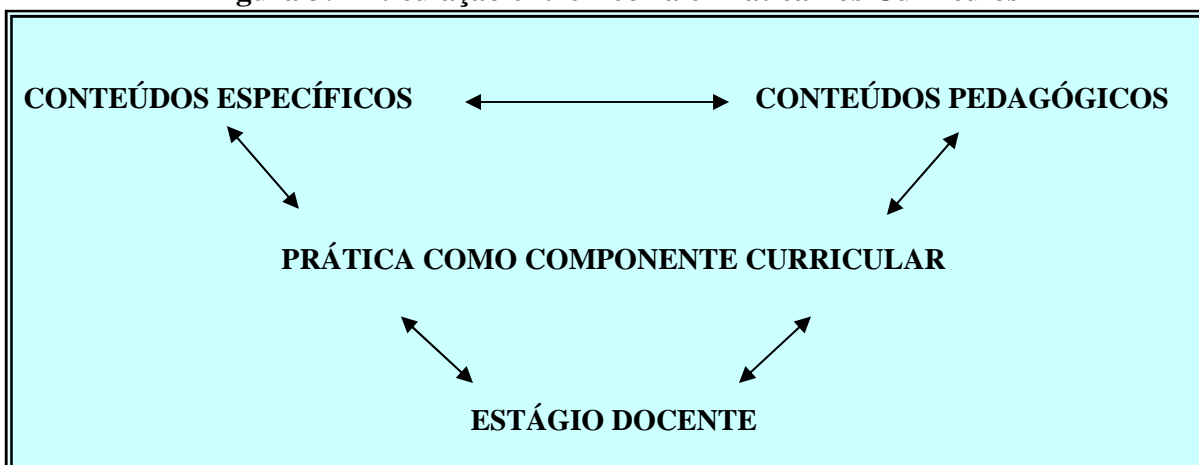 CONTEÚDOS ESPECÍFICOS CONTEÚDOS PEDAGÓGICOS
PRÁTICA COMO COMPONENTE CURRICULAR
ESTÁGIO DOCENTE